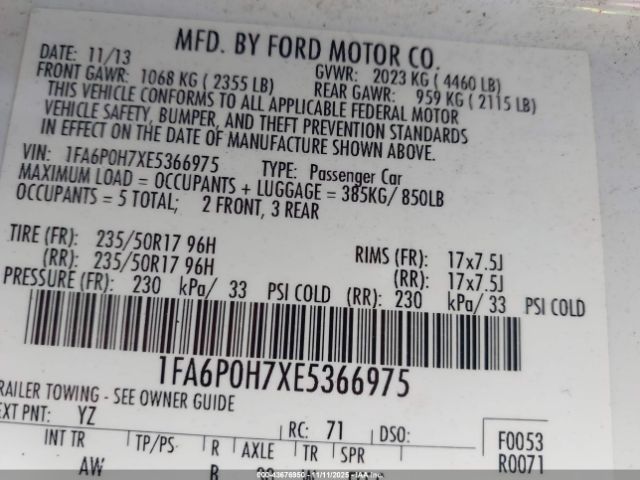 MFD. BY FORD MOTOR CO.
DATE: 11/13 GVWR: 2023 KG ( 4460 LB)
FRONT GAWR: 1068 KG ( 2355 LB) REAR GAWR: 959 KG ( 2115 LB)
THIS VEHICLE CONFORMS TO ALL APPLICABLE FEDERAL MOTOR
VEHICLE SAFETY, BUMPER, AND THEFT PREVENTION STANDARDS
IN EFFECT ON THE DATE OF MANUFACTURE SHOWN ABOVE.
VIN: 1FA6P0H7XE5366975 TYPE: Passenger Car
MAXIMUM LOAD = OCCUPANTS + LUGGAGE = 385KG/ 850LB
OCCUPANTS = 5 TOTAL; 2 FRONT, 3 REAR
TIRE (FR): 235/50R17 96H RIMS (FR): 17x7.5J
(RR): 235/50R17 96H (RR): 17x7.5J
PRESSURE (FR): 230 kPa/ 33 PSI COLD (RR): 230 kPa/ 33 PSI COLD
1FA6P0H7XE5366975
RAILER TOWING - SEE OWNER GUIDE
EXT PNT: YZ RC: 71 DSO: F0053
INT TR TP/PS R AXLE TR SPR R0071
AW B
© 43676950 - 11/11/2025 -